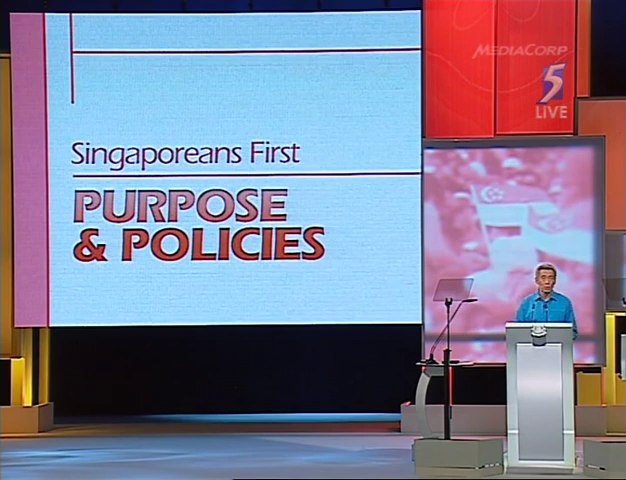 MEDIACORP
5
LIVE
Singaporeans First
PURPOSE
& POLICIES